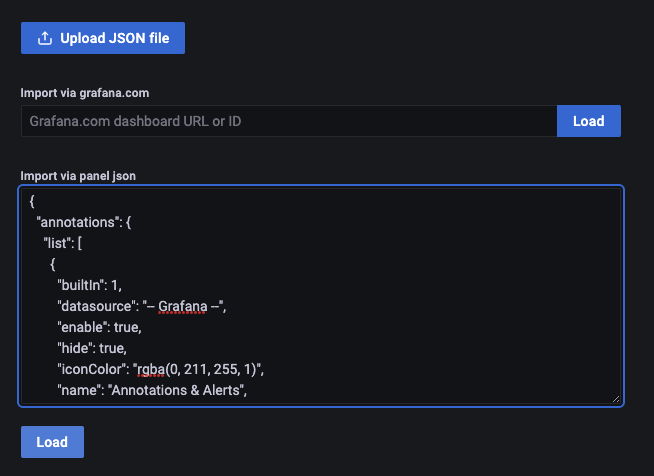 Upload JSON file
Import via grafana.com
Grafana.com dashboard URL or ID
Load
Import via panel json
{
"annotations": {
"list": [
{
"builtIn": 1,
"datasource": "-- Grafana --",
"enable": true,
"hide": true,
"iconColor": "rgba(0, 211, 255, 1)",
"name": "Annotations & Alerts",
Load